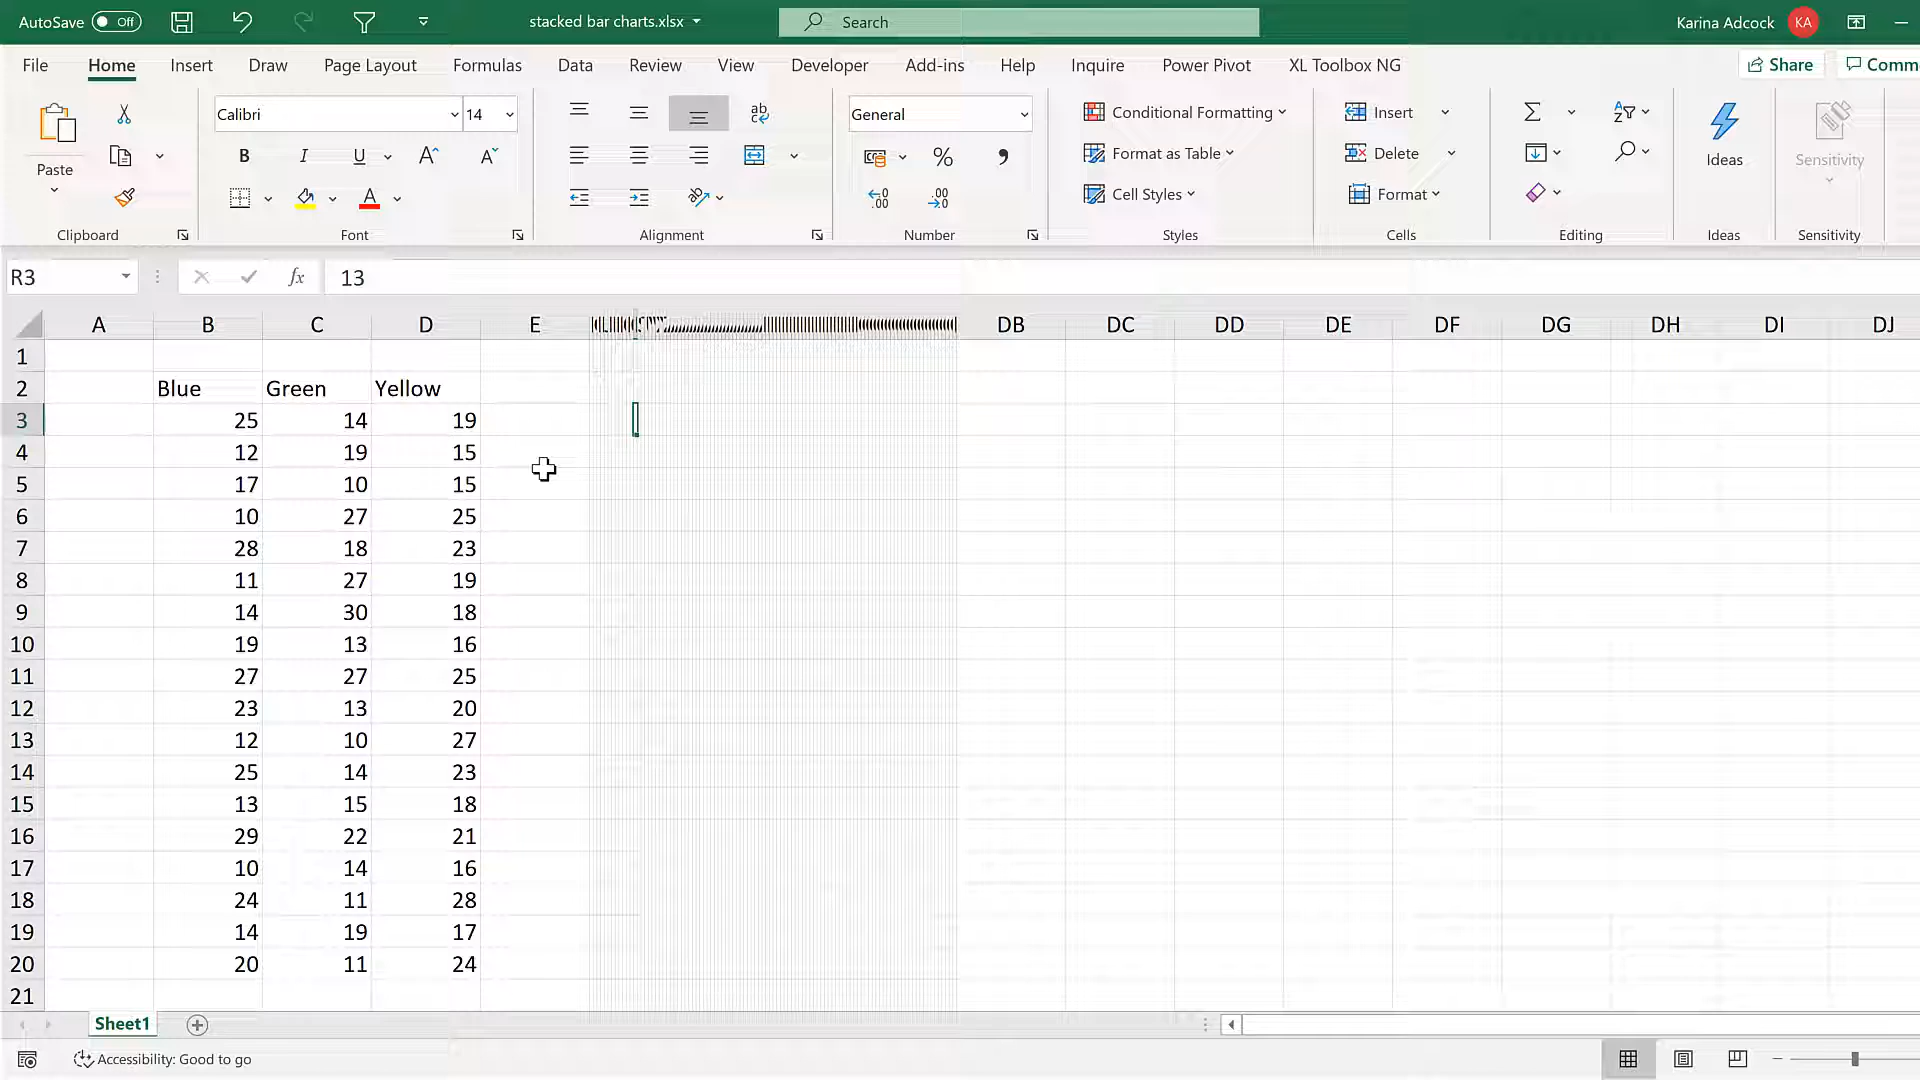 AutoSave Off stacked bar charts.xlsx Search Karina Adcock KA
File Home Insert Draw Page Layout Formulas Data Review View Developer Add-ins Help Inquire Power Pivot XL Toolbox NG Share Comm
Calibri 14 ab General Conditional Formatting Insert
Paste B I U A A % Format as Table Delete Ideas Sensitivity
A Cell Styles Format
Clipboard Font Alignment Number Styles Cells Editing Ideas Sensitivity
R3 fx 13
A B C D E DB DC DD DE DF DG DH DI DJ
1
2 Blue Green Yellow
3 25 14 19
4 12 19 15
5 17 10 15
6 10 27 25
7 28 18 23
8 11 27 19
9 14 30 18
10 19 13 16
11 27 27 25
12 23 13 20
13 12 10 27
14 25 14 23
15 13 15 18
16 29 22 21
17 10 14 16
18 24 11 28
19 14 19 17
20 20 11 24
21
Sheet1
Accessibility: Good to go